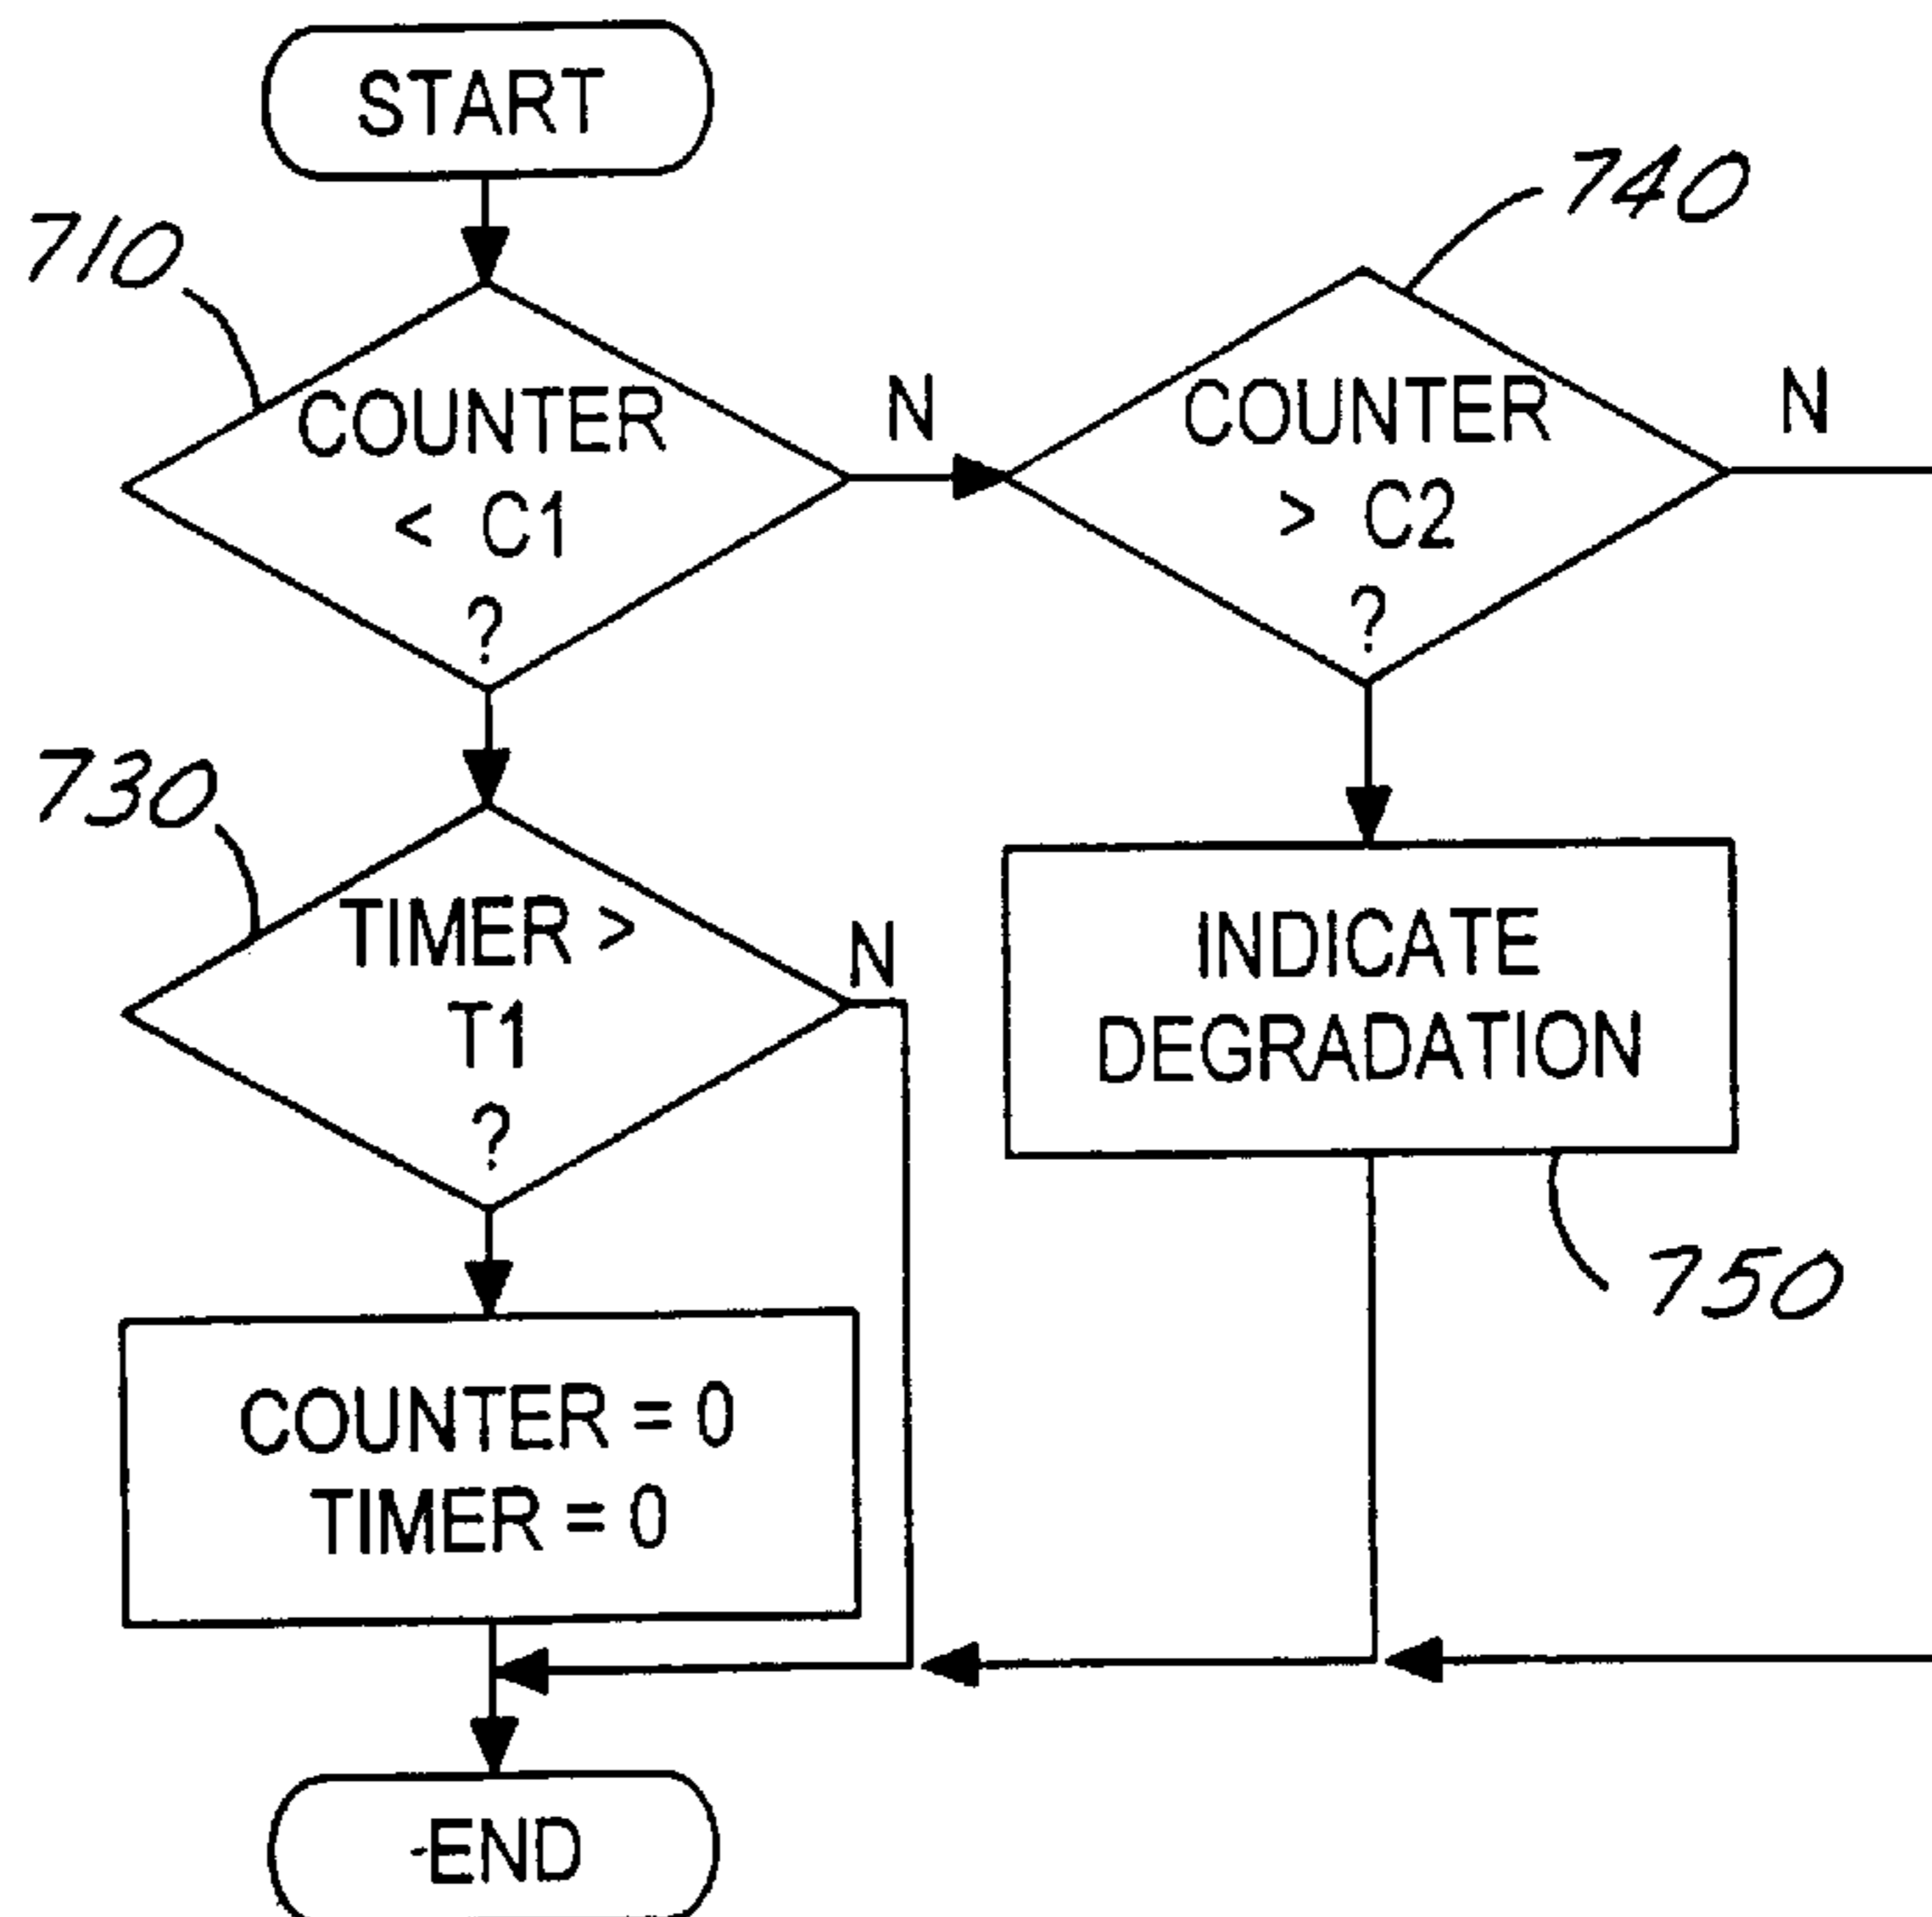 START
710
COUNTER
< C1
?
N
740
COUNTER
> C2
?
N
730
TIMER >
T1
?
N
INDICATE
DEGRADATION
750
COUNTER = 0
TIMER = 0
END